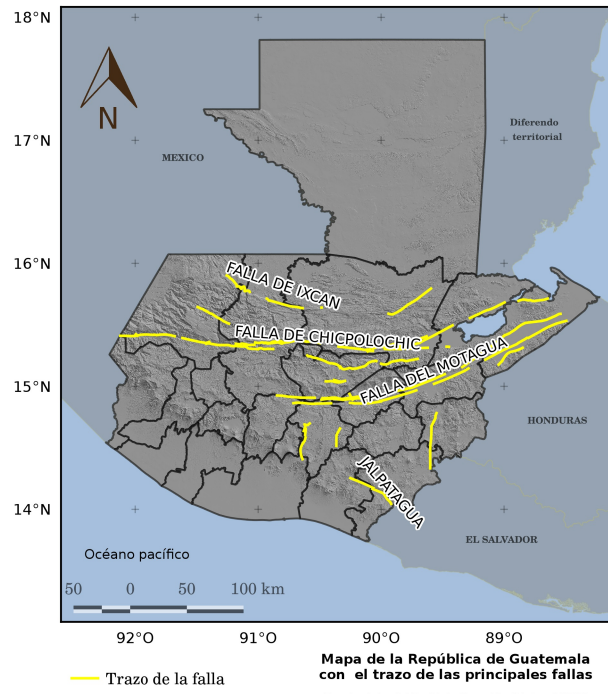 18°N
17°N
16°N
15°N
14°N
N
MEXICO
Diferendo
territorial
FALLA DE IXCAN
FALLA DE CHICPOLOCHIC
FALLA DEL MOTAGUA
JALPATAGUA
HONDURAS
EL SALVADOR
Océano pacífico
50 0 50 100 km
92°O 91°O 90°O 89°O
Trazo de la falla
Mapa de la República de Guatemala
con el trazo de las principales fallas